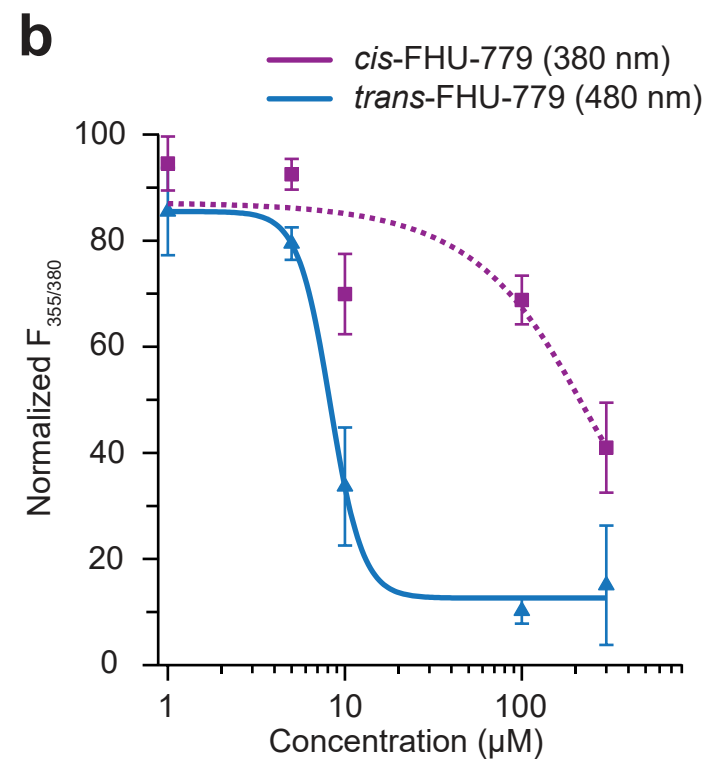 b
cis-FHU-779 (380 nm)
trans-FHU-779 (480 nm)
Normalized F355/380
100
80
60
40
20
0
1
10
100
Concentration (µM)